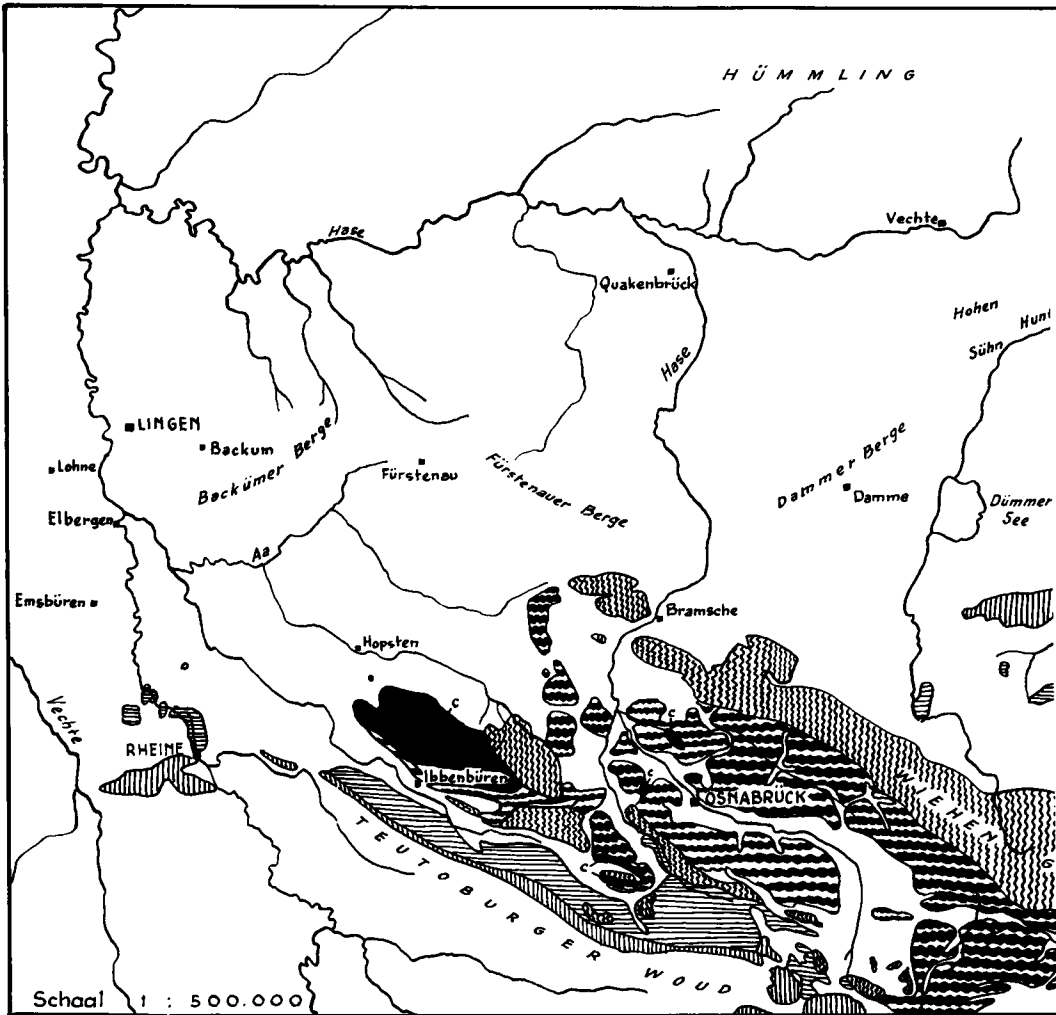 HÜMMLING
Vechte
Hase
Quakenbrück
Hohen
Sühn
Hunt
Hase
LINGEN
Backum
Backümer Berge
Lohne
Fürstenau
Fürstenauer Berge
Dammer Berge
Damme
Dümmer
See
Elbergen
Aa
Emsbüren
Bramsche
Hopsten
c
c
Vechte
RHEINE
Ibbenbüren
c
OSNABRÜCK
WIEHEN
G
c
TEUTOBURGER WOUD
Schaal 1 : 500.000